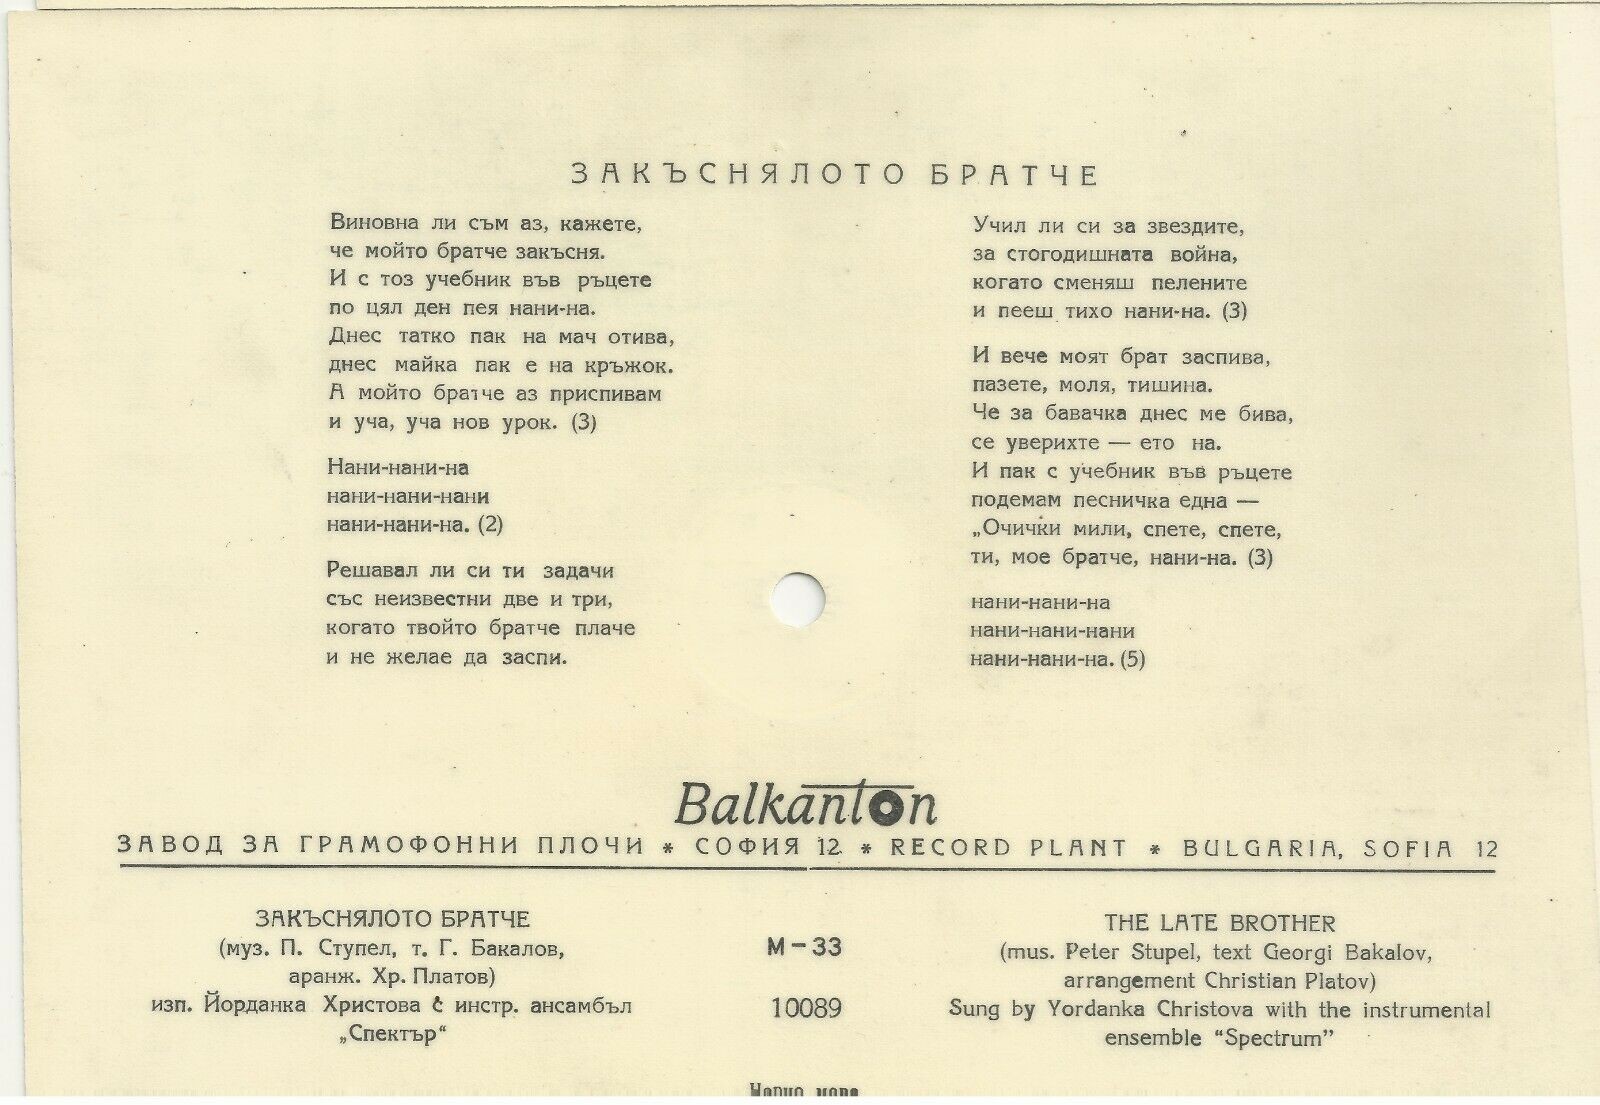 ЗАКЪСНЯЛОТО БРАТЧЕ
Виновна ли съм аз, кажете,
че мойто братче закъсня.
И с тоз учебник във ръцете
по цял ден пея нани-на.
Днес татко пак на мач отива,
днес майка пак е на кръжок.
А мойто братче аз приспивам
и уча, уча нов урок. (3)
Нани-нани-на
нани-нани-нани
нани-нани-на. (2)
Решавал ли си ти задачи
със неизвестни две и три,
когато твойто братче плаче
и не желае да заспи.
Учил ли си за звездите,
за стогодишната война,
когато сменяш пелените
и пееш тихо нани-на. (3)
И вече моят брат заспива,
пазете, моля, тишина.
Че за бавачка днес ме бива,
се уверихте — ето на.
И пак с учебник във ръцете
подемам песничка една —
„Очички мили, спете, спете,
ти, мое братче, нани-на. (3)
нани-нани-на
нани-нани-нани
нани-нани-на. (5)
Balkanton
ЗАВОД ЗА ГРАМОФОННИ ПЛОЧИ * СОФИЯ 12 * RECORD PLANT * BULGARIA, SOFIA 12
ЗАКЪСНЯЛОТО БРАТЧЕ
(муз. П. Ступел, т. Г. Бакалов,
аранж. Хр. Платов)
изп. Йорданка Христова с инстр. ансамбъл
„Спектър“
М-33
10089
THE LATE BROTHER
(mus. Peter Stupel, text Georgi Bakalov,
arrangement Christian Platov)
Sung by Yordanka Christova with the instrumental
ensemble “Spectrum”